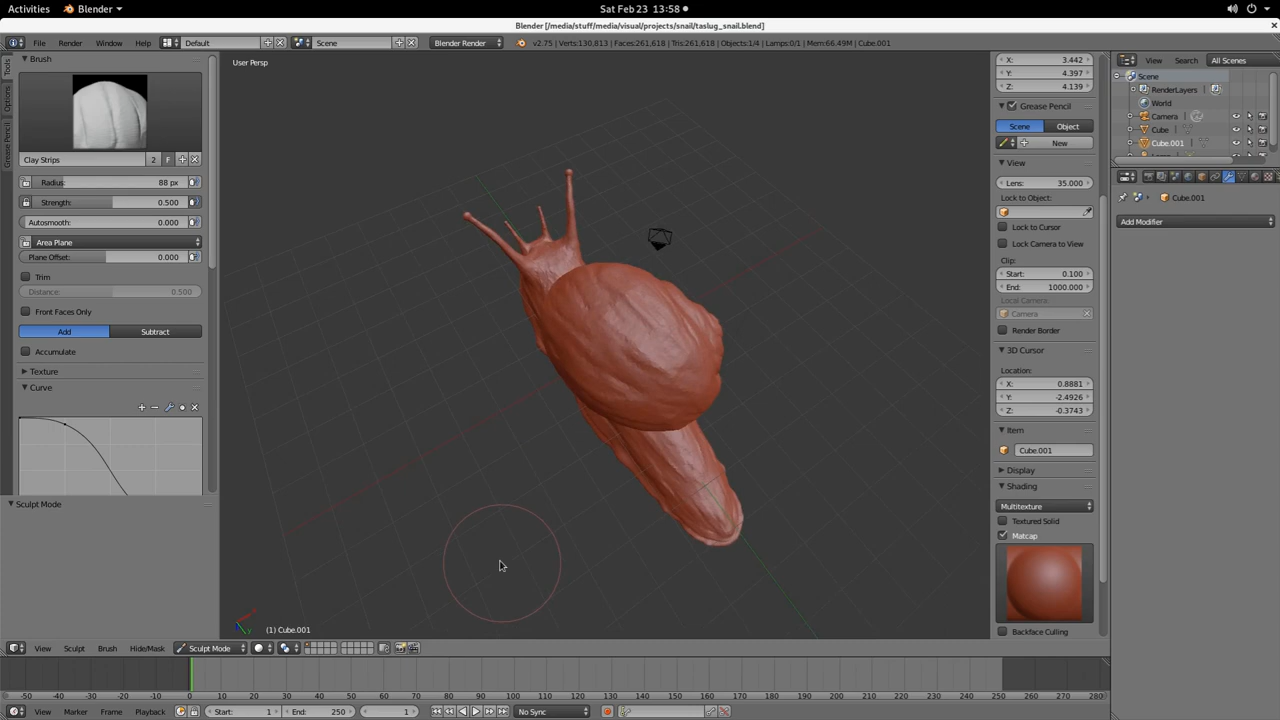 Activities Blender Sat Feb 23 13:58
Blender [/media/stuff/media/visual/projects/snail/taslug_snail.blend]
File Render Window Help Default Scene Blender Render v2.75 | Verts:130,813 | Faces:261,618 | Tris:261,618 | Objects:1/4 | Lamps:0/1 | Mem:66.49M | Cube.001
Tools
Options
Grease Pencil
Brush
Clay Strips 2 F
Radius: 88 px
Strength: 0.500
Autosmooth: 0.000
Area Plane
Plane Offset: 0.000
Trim
Distance: 0.500
Front Faces Only
Add Subtract
Accumulate
Texture
Curve
Sculpt Mode
User Persp
(1) Cube.001
X: 3.442
Y: 4.397
Z: 4.139
Grease Pencil
Scene Object
New
View
Lens: 35.000
Lock to Object:
Lock to Cursor
Lock Camera to View
Clip:
Start: 0.100
End: 1000.000
Local Camera:
Camera
Render Border
3D Cursor
Location:
X: 0.8881
Y: -2.4926
Z: -0.3743
Item
Cube.001
Display
Shading
Multitexture
Textured Solid
Matcap
Backface Culling
View Search All Scenes
Scene
RenderLayers
World
Camera
Cube
Cube.001
Cube.001
Add Modifier
View Sculpt Brush Hide/Mask Sculpt Mode
-50 -40 -30 -20 -10 0 10 20 30 40 50 60 70 80 90 100 110 120 130 140 150 160 170 180 190 200 210 220 230 240 250 260 270 280
View Marker Frame Playback Start: 1 End: 250 1 No Sync